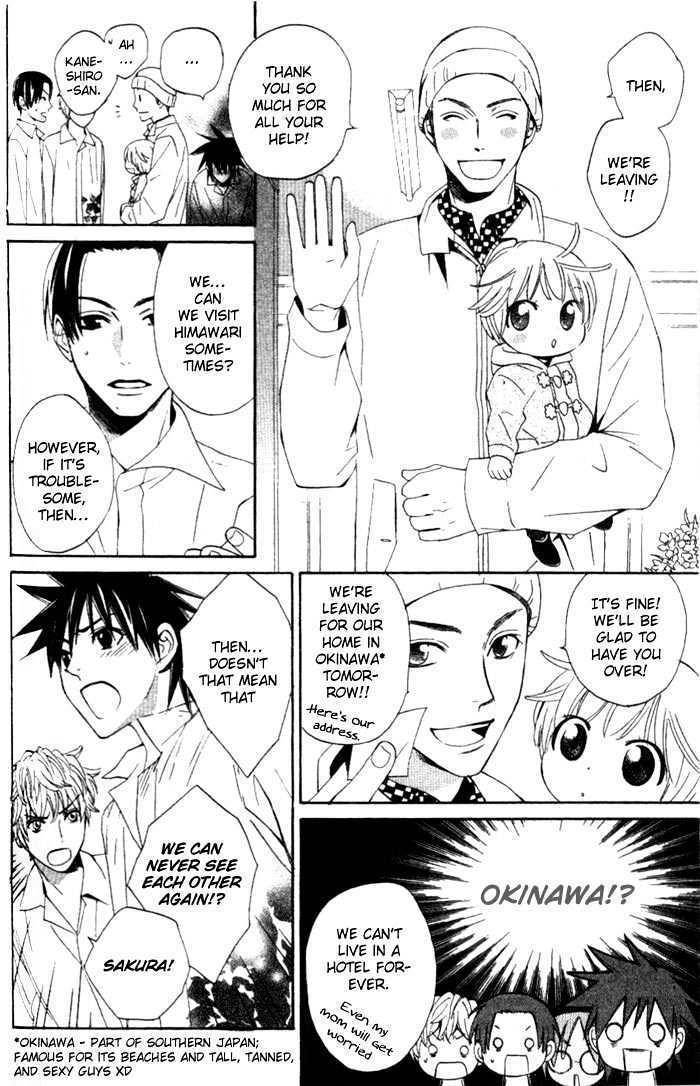 THEN,
WE'RE
LEAVING
!!
THANK
YOU SO
MUCH FOR
ALL YOUR
HELP!
...
AH
...
KANE-
SHIRO
-SAN.
WE...
CAN
WE VISIT
HIMAWARI
SOME-
TIMES?
HOWEVER,
IF IT'S
TROUBLE-
SOME,
THEN...
IT'S FINE!
WE'LL BE
GLAD TO
HAVE YOU
OVER!
WE'RE
LEAVING
FOR OUR
HOME IN
OKINAWA*
TOMOR-
ROW!!
Here's our
address.
OKINAWA!?
WE CAN'T
LIVE IN A
HOTEL FOR-
EVER.
Even my
mom will get
worried
THEN...
DOESN'T
THAT MEAN
THAT
WE CAN
NEVER SEE
EACH OTHER
AGAIN!?
SAKURA!
*OKINAWA - PART OF SOUTHERN JAPAN;
FAMOUS FOR ITS BEACHES AND TALL, TANNED,
AND SEXY GUYS XD